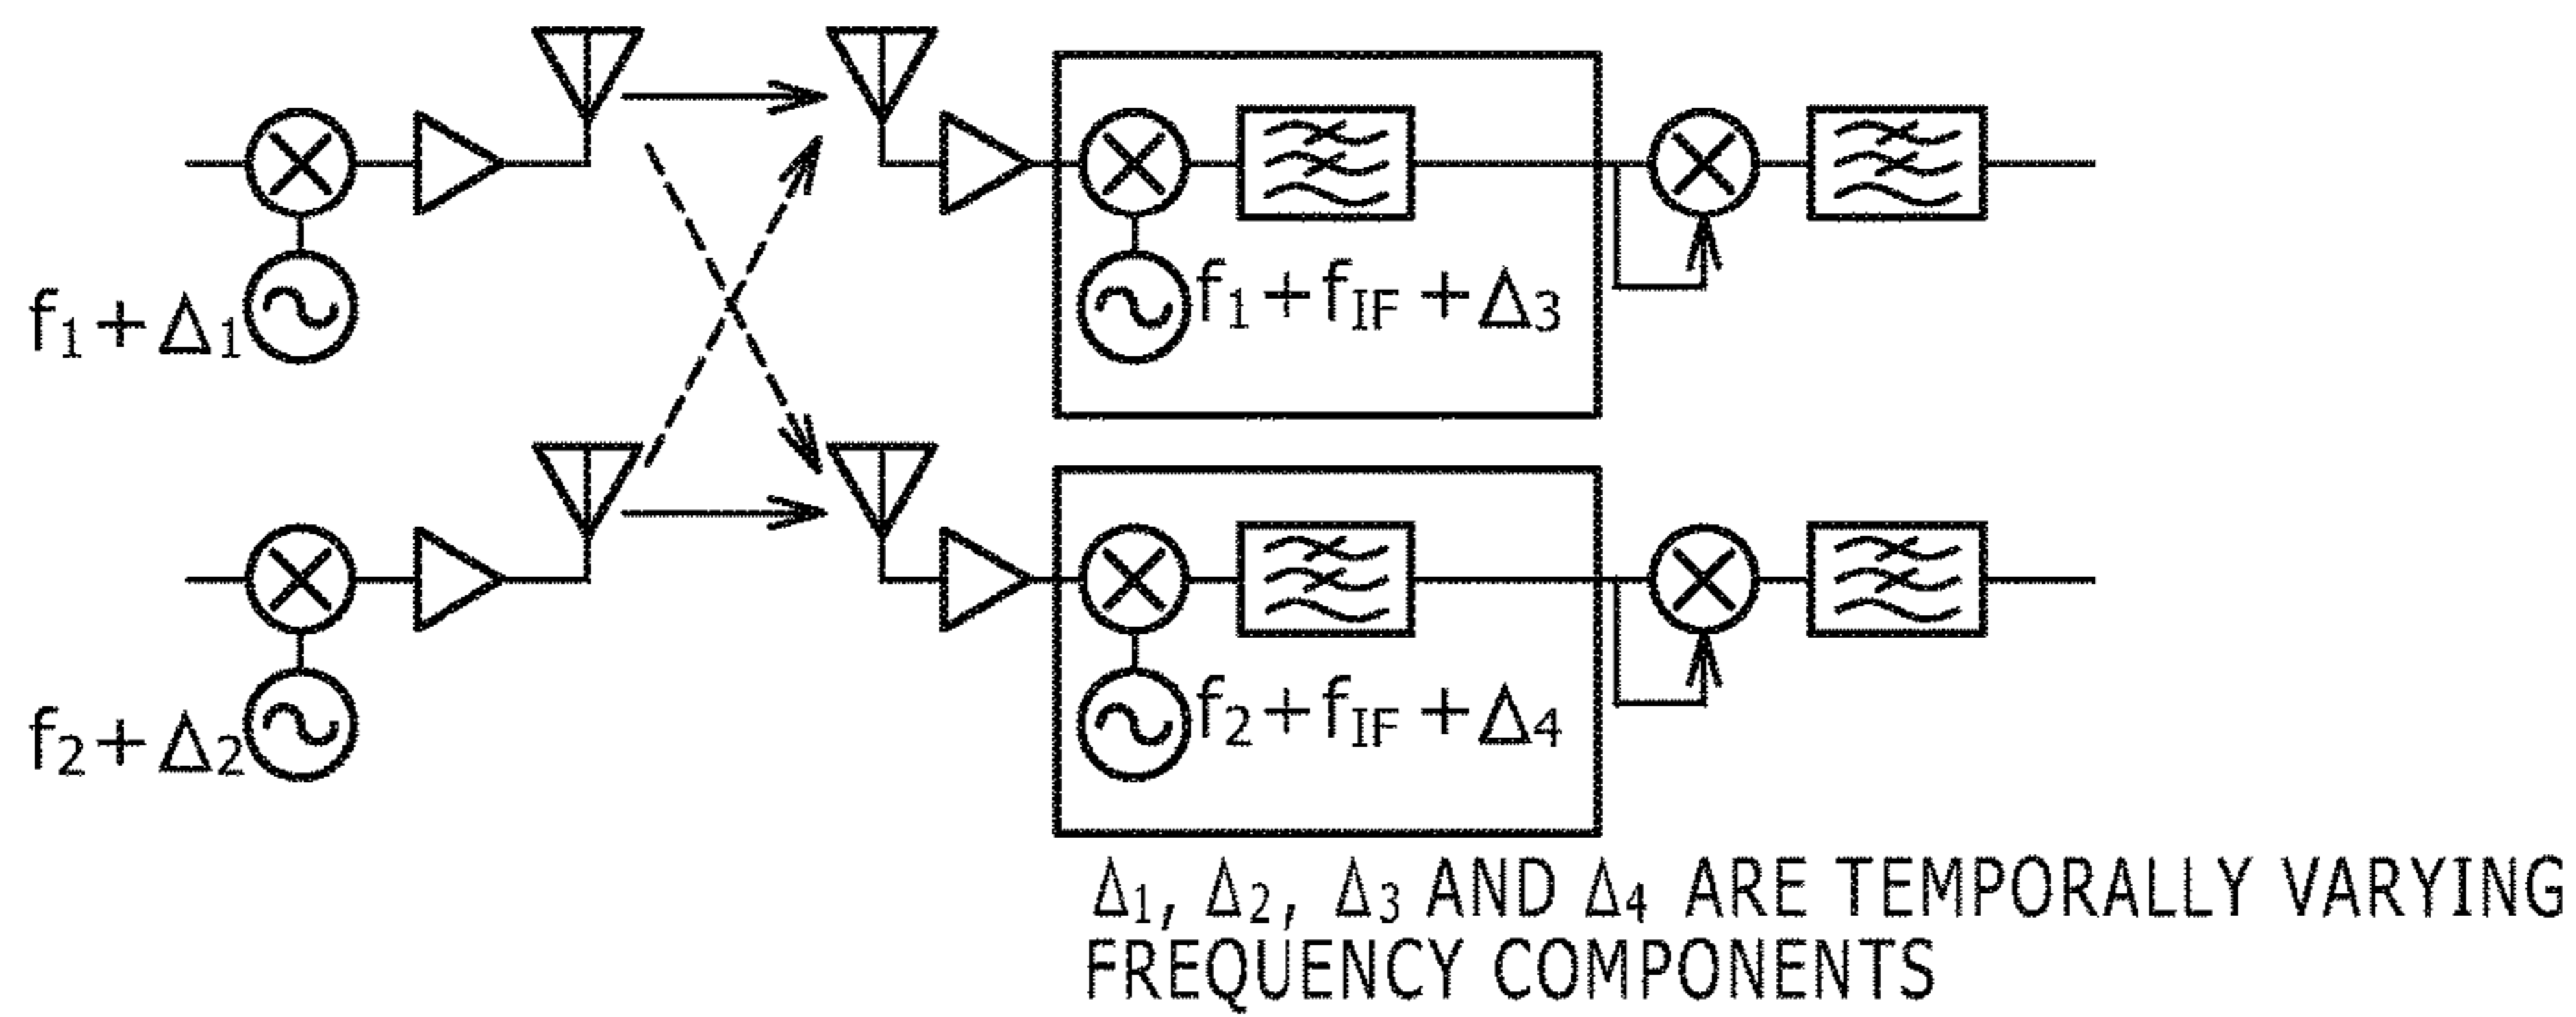 f1+Δ1
f1+fIF+Δ3
f2+Δ2
f2+fIF+Δ4
Δ1, Δ2, Δ3 AND Δ4 ARE TEMPORALLY VARYING
FREQUENCY COMPONENTS